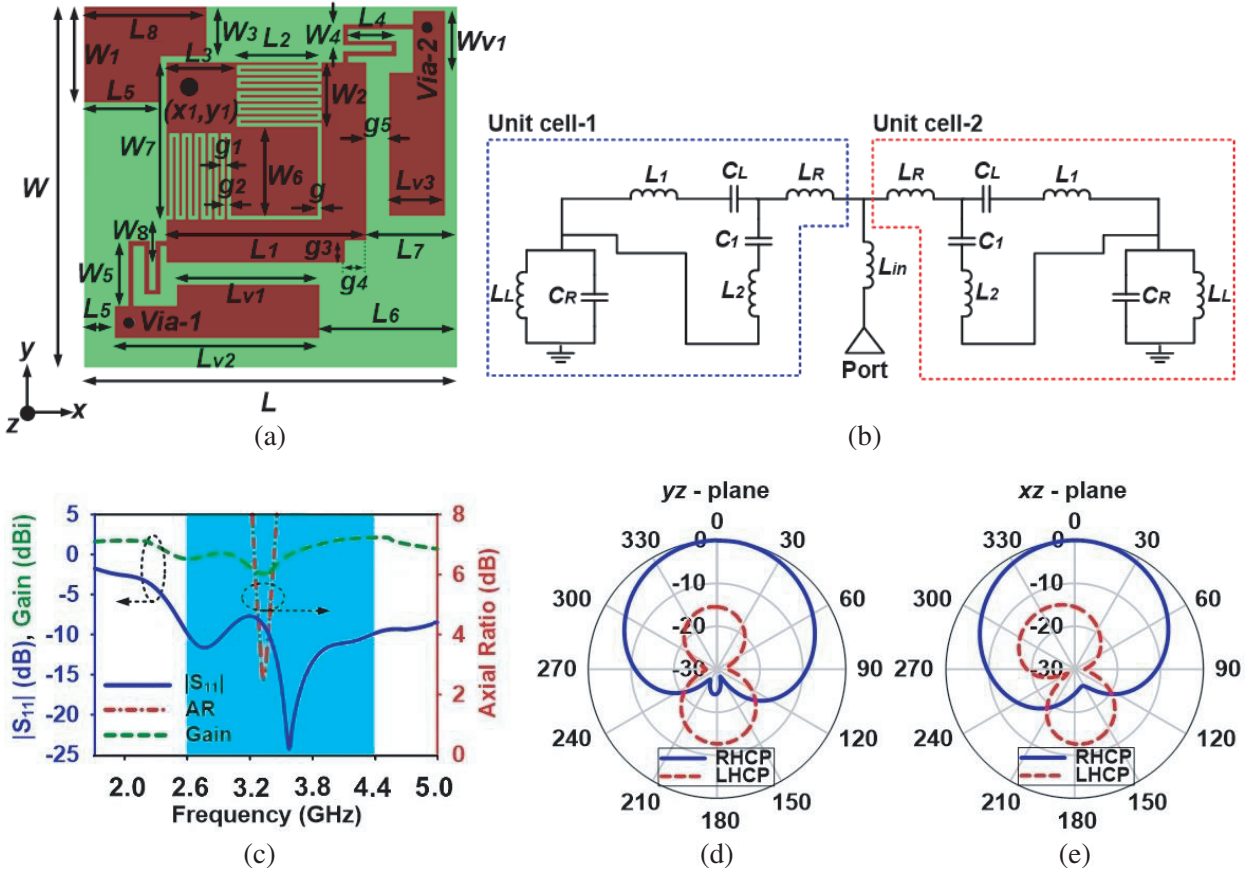 L8
W3
L2
W4
L4
Wv1
W1
L3
Via-2
L5
(x1,y1)
W2
g5
W7
g1
W
g2
W6
g
Lv3
W8
L1
g3
L7
W5
g4
Lv1
L5
Via-1
L6
Lv2
y
L
z
x
(a)
Unit cell-1
Unit cell-2
L1
CL
LR
LR
CL
L1
C1
C1
Lin
LL
CR
L2
L2
CR
LL
Port
(b)
|S11| (dB), Gain (dBi)
5
0
-5
-10
-15
-20
-25
8
6
4
2
0
Axial Ratio (dB)
|S11|
AR
Gain
2.0 2.6 3.2 3.8 4.4 5.0
Frequency (GHz)
(c)
yz - plane
0
330
0
30
-10
300
60
-20
270
-30
90
240
120
RHCP
LHCP
210
150
180
(d)
xz - plane
0
330
0
30
-10
300
60
-20
270
-30
90
240
120
RHCP
LHCP
210
150
180
(e)